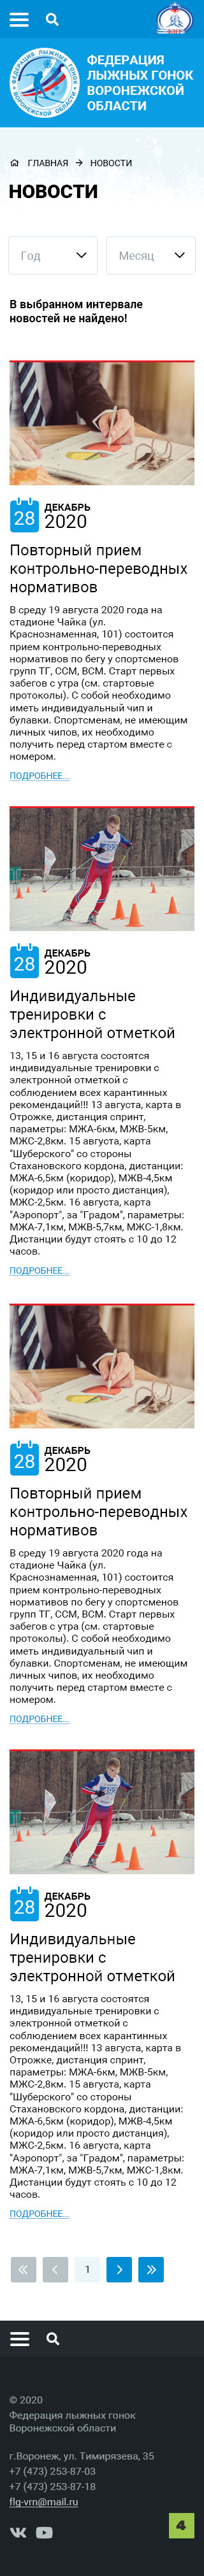 ФЕДЕРАЦИЯ
ЛЫЖНЫХ ГОНОК
ВОРОНЕЖСКОЙ
ОБЛАСТИ
ГЛАВНАЯ → НОВОСТИ
НОВОСТИ
Год
Месяц
В выбранном интервале
новостей не найдено!
28
ДЕКАБРЬ
2020
Повторный прием
контрольно-переводных
нормативов
В среду 19 августа 2020 года на
стадионе Чайка (ул.
Краснознаменная, 101) состоится
прием контрольно-переводных
нормативов по бегу у спортсменов
групп ТГ, ССМ, ВСМ. Старт первых
забегов с утра (см. стартовые
протоколы). С собой необходимо
иметь индивидуальный чип и
булавки. Спортсменам, не имеющим
личных чипов, их необходимо
получить перед стартом вместе с
номером.
ПОДРОБНЕЕ...
28
ДЕКАБРЬ
2020
Индивидуальные
тренировки с
электронной отметкой
13, 15 и 16 августа состоятся
индивидуальные тренировки с
электронной отметкой с
соблюдением всех карантинных
рекомендаций!!! 13 августа, карта в
Отрожке, дистанция спринт,
параметры: МЖА-6км, МЖВ-5км,
МЖС-2,8км. 15 августа, карта
"Шуберское" со стороны
Стахановского кордона, дистанции:
МЖА-6,5км (коридор), МЖВ-4,5км
(коридор или просто дистанция),
МЖС-2,5км. 16 августа, карта
"Аэропорт", за "Градом", параметры:
МЖА-7,1км, МЖВ-5,7км, МЖС-1,8км.
Дистанции будут стоять с 10 до 12
часов.
ПОДРОБНЕЕ...
28
ДЕКАБРЬ
2020
Повторный прием
контрольно-переводных
нормативов
В среду 19 августа 2020 года на
стадионе Чайка (ул.
Краснознаменная, 101) состоится
прием контрольно-переводных
нормативов по бегу у спортсменов
групп ТГ, ССМ, ВСМ. Старт первых
забегов с утра (см. стартовые
протоколы). С собой необходимо
иметь индивидуальный чип и
булавки. Спортсменам, не имеющим
личных чипов, их необходимо
получить перед стартом вместе с
номером.
ПОДРОБНЕЕ...
28
ДЕКАБРЬ
2020
Индивидуальные
тренировки с
электронной отметкой
13, 15 и 16 августа состоятся
индивидуальные тренировки с
электронной отметкой с
соблюдением всех карантинных
рекомендаций!!! 13 августа, карта в
Отрожке, дистанция спринт,
параметры: МЖА-6км, МЖВ-5км,
МЖС-2,8км. 15 августа, карта
"Шуберское" со стороны
Стахановского кордона, дистанции:
МЖА-6,5км (коридор), МЖВ-4,5км
(коридор или просто дистанция),
МЖС-2,5км. 16 августа, карта
"Аэропорт", за "Градом", параметры:
МЖА-7,1км, МЖВ-5,7км, МЖС-1,8км.
Дистанции будут стоять с 10 до 12
часов.
ПОДРОБНЕЕ...
1
© 2020
Федерация лыжных гонок
Воронежской области
г.Воронеж, ул. Тимирязева, 35
+7 (473) 253-87-03
+7 (473) 253-87-18
flg-vrn@mail.ru
4